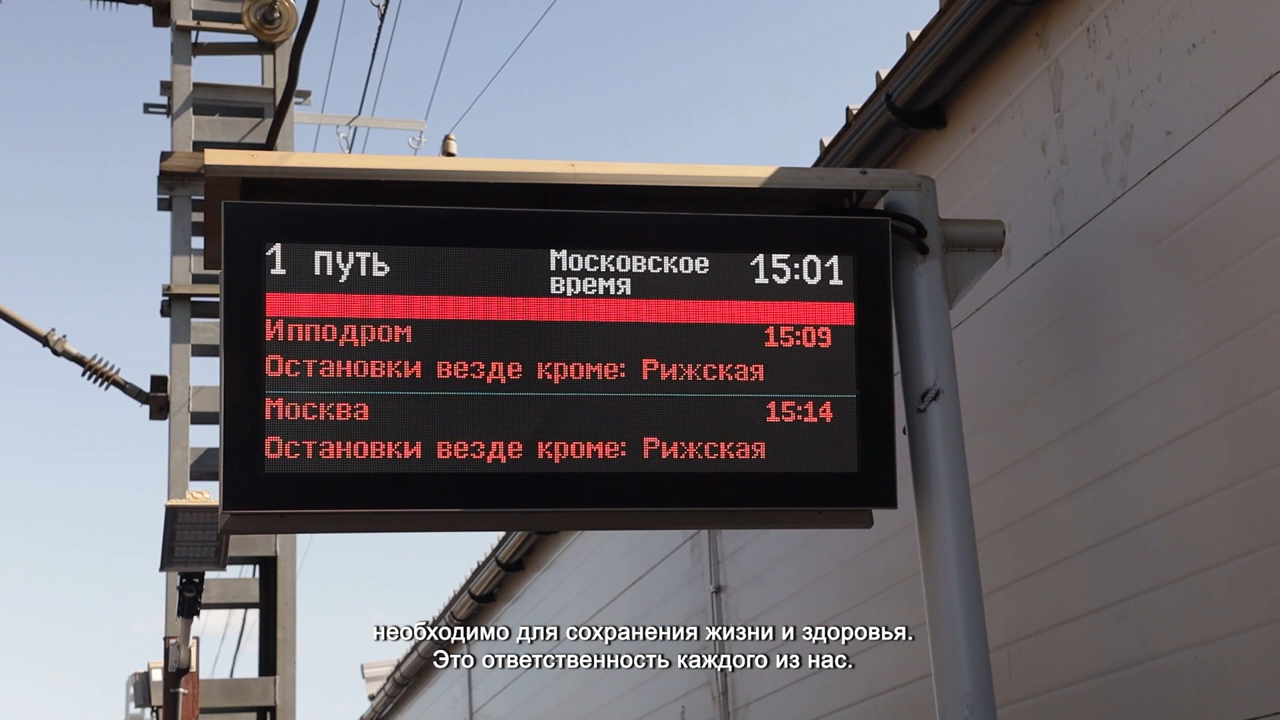 1 путь
Московское
время
15:01
Ипподром 15:09
Остановки везде кроме: Рижская
Москва 15:14
Остановки везде кроме: Рижская
необходимо для сохранения жизни и здоровья.
Это ответственность каждого из нас.